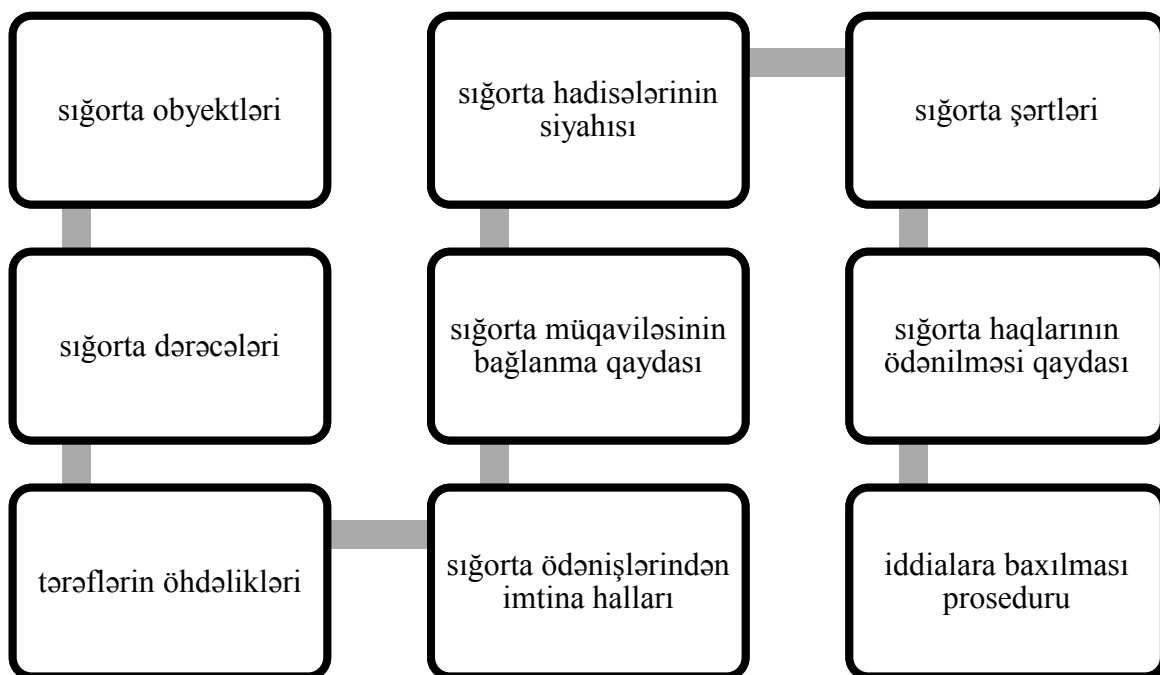 sığorta obyektləri
sığorta dərəcələri
tərəflərin öhdəlikləri
sığorta ödənişlərindən
imtina halları
sığorta müqaviləsinin
bağlanma qaydası
sığorta hadisələrinin
siyahısı
sığorta şərtləri
sığorta haqlarının
ödənilməsi qaydası
iddialara baxılması
proseduru